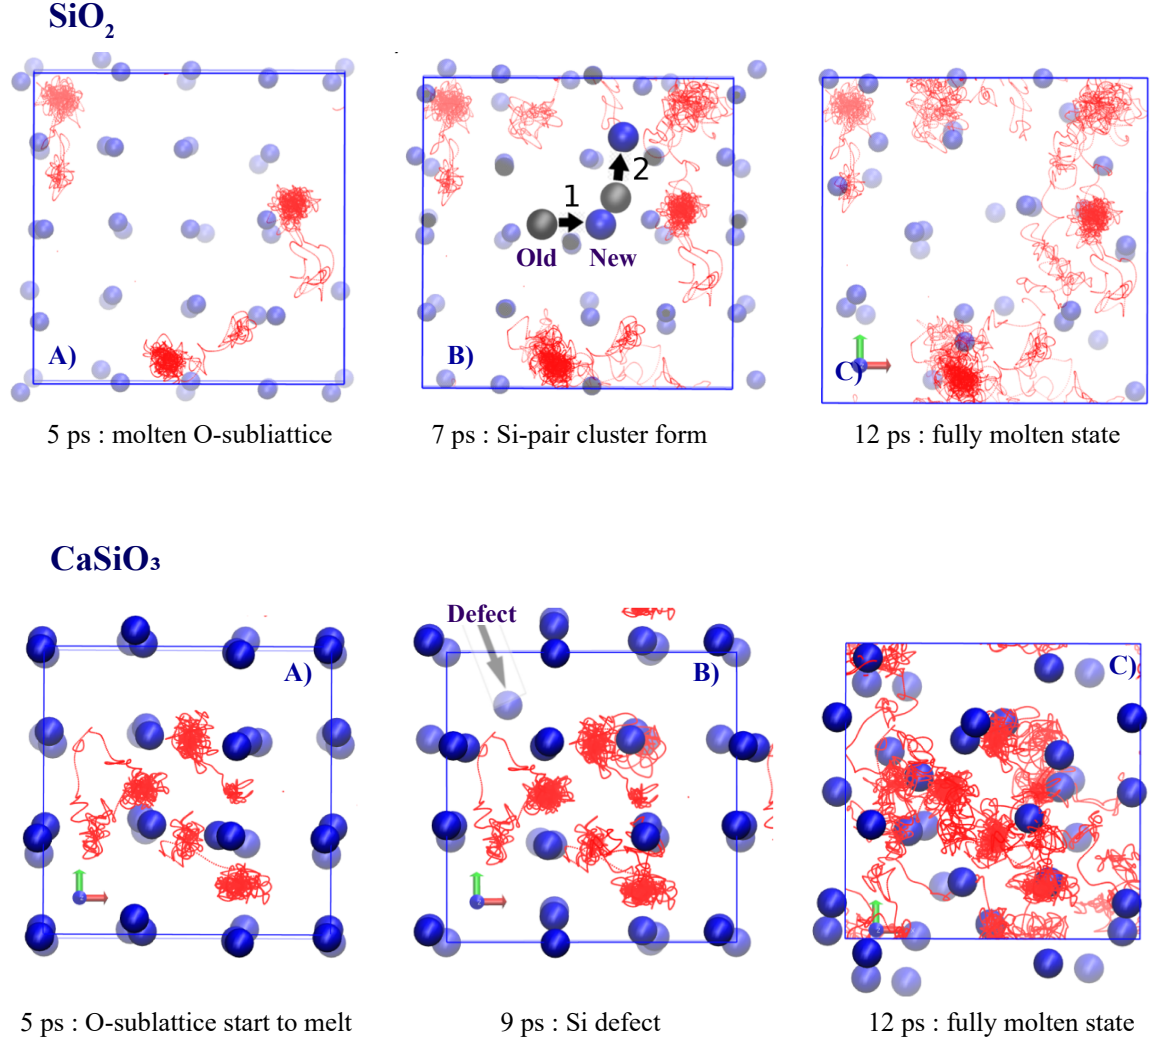 SiO₂
A)
B)
C)
1
2
Old
New
5 ps : molten O-subliattice
7 ps : Si-pair cluster form
12 ps : fully molten state
CaSiO₃
Defect
A)
B)
C)
5 ps : O-sublattice start to melt
9 ps : Si defect
12 ps : fully molten state